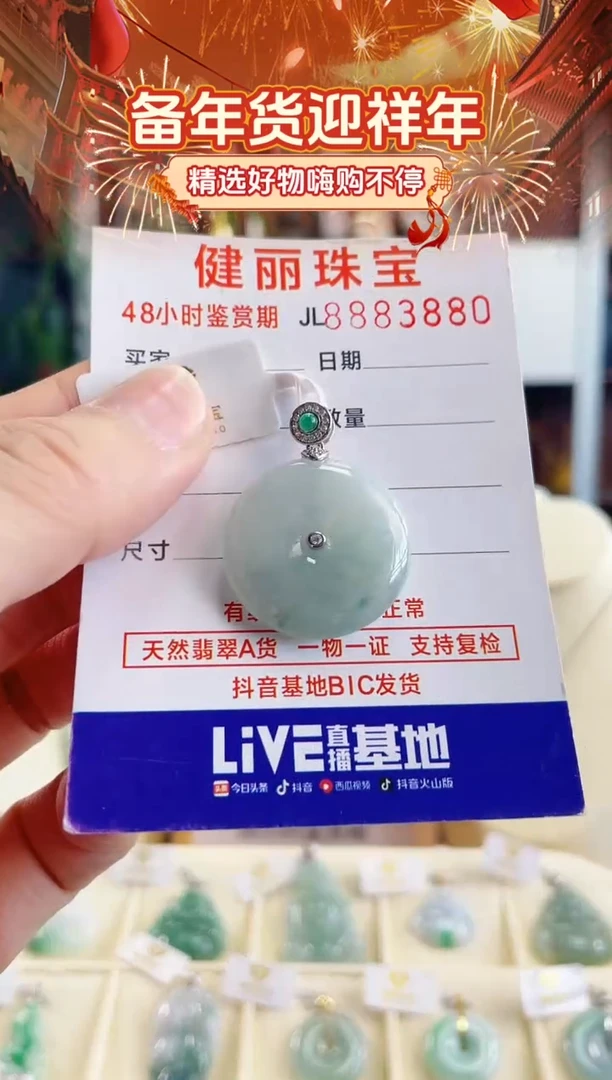 备年货迎祥年
精选好物嗨购不停
健丽珠宝
48小时鉴赏期 JL8883880
日期
数量
尺寸
正常
天然翡翠A货 一物一证 支持复检
抖音基地BIC发货
LiVE直播基地
头条 今日头条 抖音 西瓜视频 抖音火山版